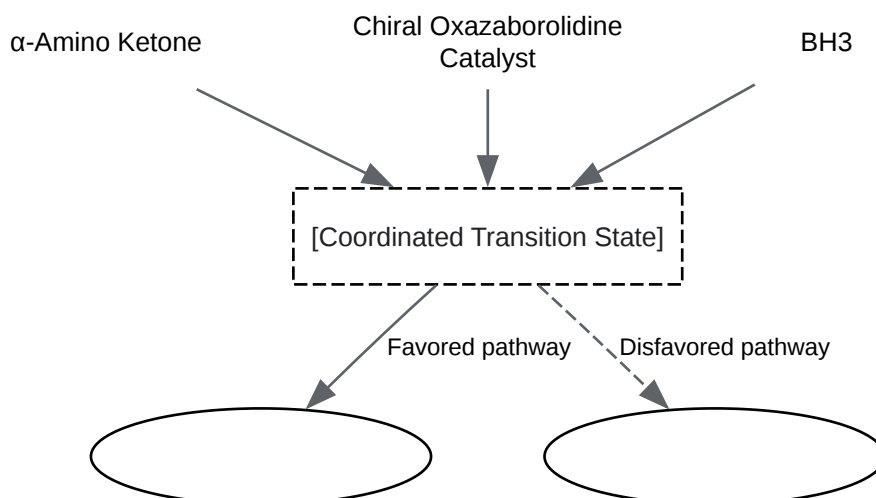 α-Amino Ketone
Chiral Oxazaborolidine
Catalyst
BH3
[Coordinated Transition State]
Favored pathway
Disfavored pathway